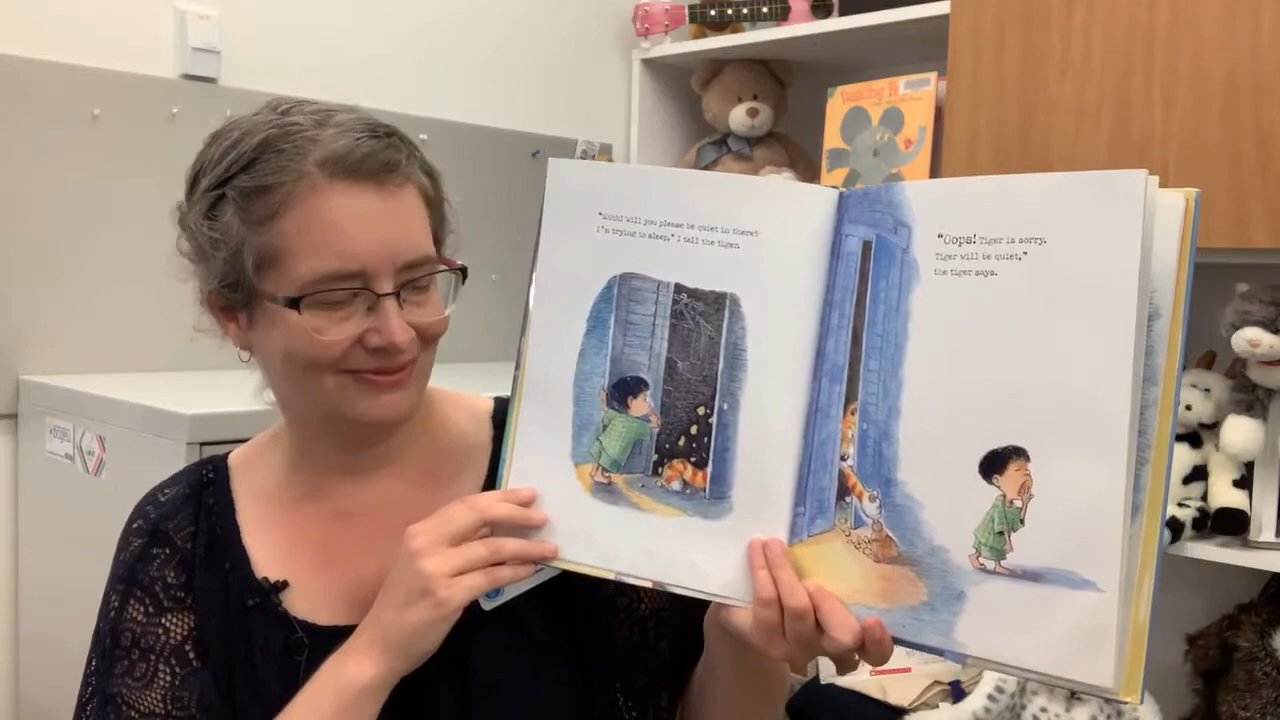 "Shhh! Will you please be quiet in there?
I'm trying to sleep," I tell the tiger.
"Oops! Tiger is sorry.
Tiger will be quiet,"
the tiger says.